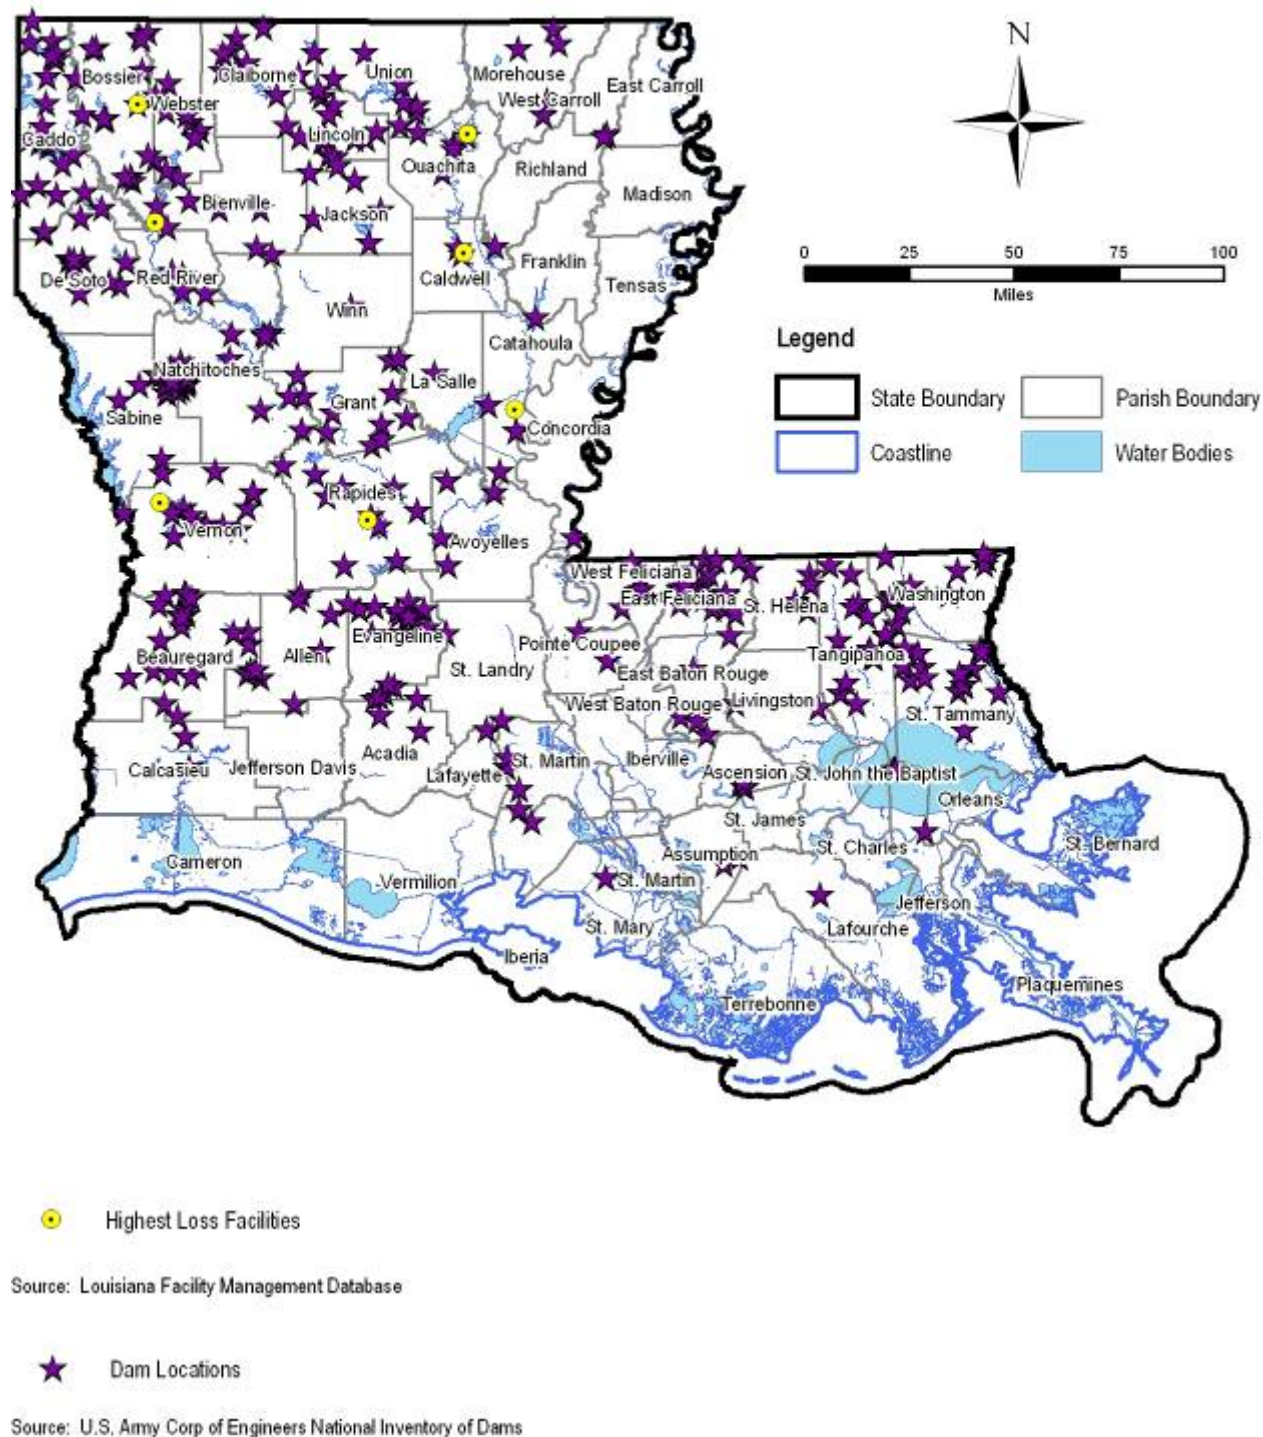 N
Bossier
Claiborne
Union
Morehouse
East Carroll
Webster
West Carroll
Caddo
Lincoln
Ouachita
Richland
Madison
Bienville
Jackson
0 25 50 75 100
Miles
De Soto
Red River
Caldwell
Franklin
Tensas
Winn
Catahoula
Legend
Natchitoches
La Salle
State Boundary
Parish Boundary
Sabine
Grant
Concordia
Coastline
Water Bodies
Rapides
Vernon
Avoyelles
West Feliciana
East Feliciana
St. Helena
Washington
Evangeline
Pointe Coupee
Beauregard
Allen
St. Landry
East Baton Rouge
Tangipahoa
West Baton Rouge
Livingston
St. Tammany
Calcasieu
Jefferson Davis
Acadia
Lafayette
St. Martin
Iberville
Ascension
St. John the Baptist
Orleans
St. James
Cameron
Vermilion
Assumption
St. Charles
St. Bernard
St. Martin
Jefferson
St. Mary
Lafourche
Iberia
Terrebonne
Plaquemines
Highest Loss Facilities
Source: Louisiana Facility Management Database
Dam Locations
Source: U.S. Army Corp of Engineers National Inventory of Dams